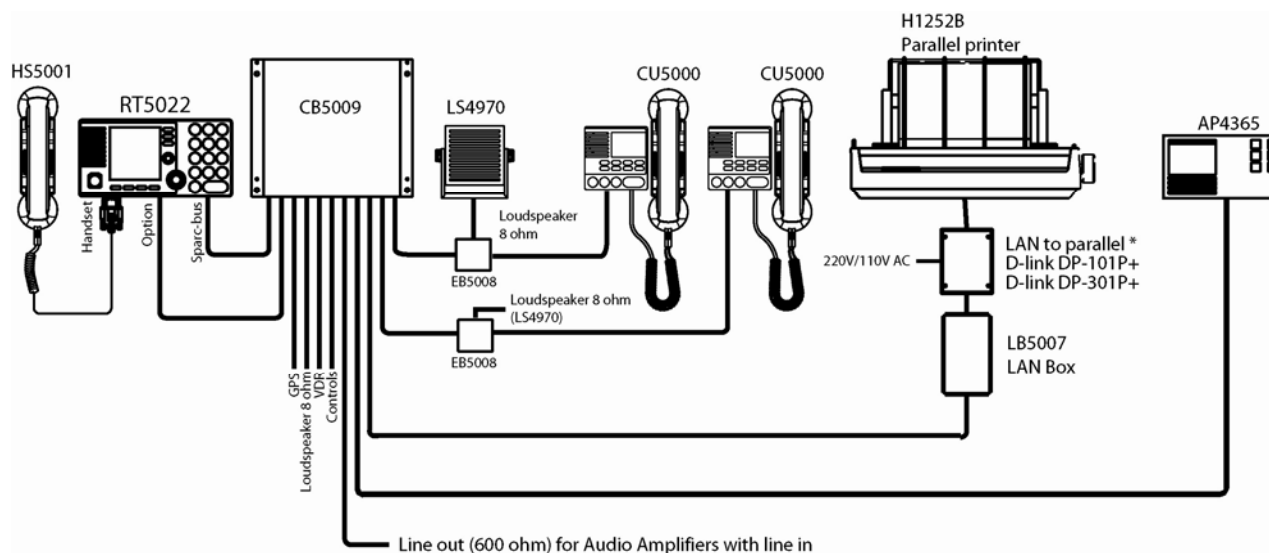 H1252B
Parallel printer
HS5001
RT5022
CB5009
LS4970
CU5000
CU5000
AP4365
Handset
Option
Sparc-bus
Loudspeaker
8 ohm
EB5008
220V/110V AC
LAN to parallel *
D-link DP-101P+
D-link DP-301P+
Loudspeaker 8 ohm
(LS4970)
EB5008
LB5007
LAN Box
GPS
Loudspeaker 8 ohm
VDR
Controls
Line out (600 ohm) for Audio Amplifiers with line in